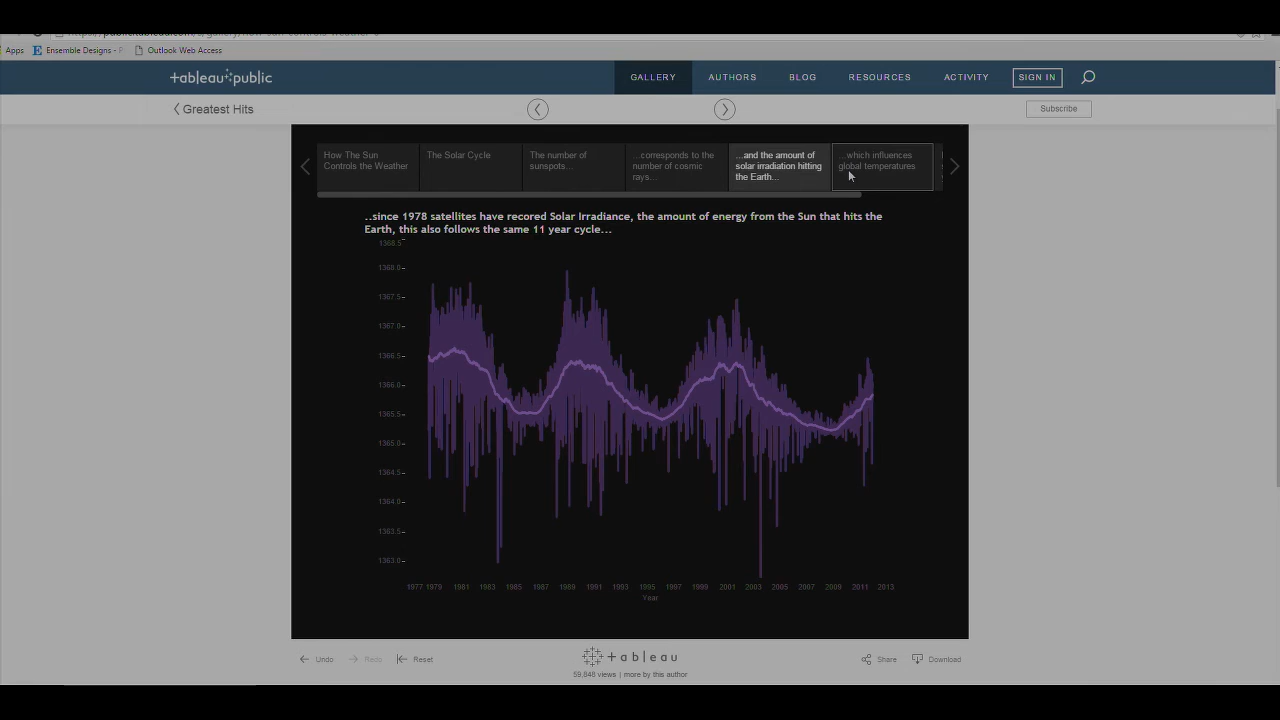 Apps Ensemble Designs - P Outlook Web Access
+ableau+public GALLERY AUTHORS BLOG RESOURCES ACTIVITY SIGN IN
Greatest Hits Subscribe
How The Sun
Controls the Weather
The Solar Cycle
The number of
sunspots...
...corresponds to the
number of cosmic
rays...
...and the amount of
solar irradiation hitting
the Earth...
...which influences
global temperatures
..since 1978 satellites have recored Solar Irradiance, the amount of energy from the Sun that hits the
Earth, this also follows the same 11 year cycle...
1368.5
1368.0
1367.5
1367.0
1366.5
1366.0
1365.5
1365.0
1364.5
1364.0
1363.5
1363.0
1977 1979 1981 1983 1985 1987 1989 1991 1993 1995 1997 1999 2001 2003 2005 2007 2009 2011 2013
Year
Undo Redo Reset +ableau Share Download
59,848 views | more by this author